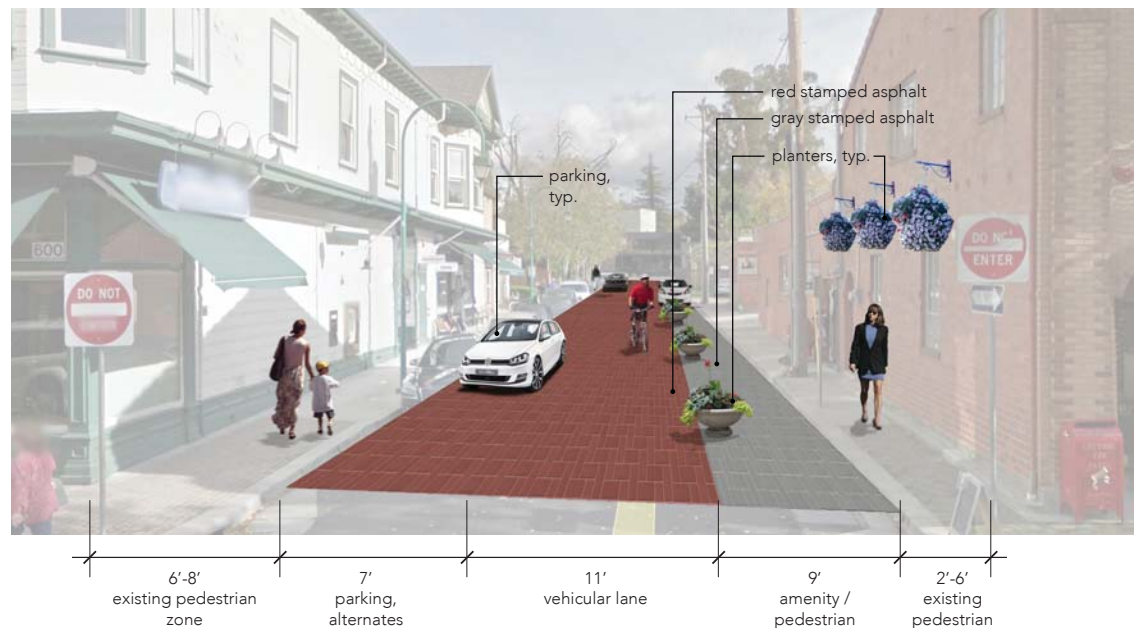 red stamped asphalt
gray stamped asphalt
planters, typ.
parking,
typ.
600
DO NOT
DO NOT
ENTER
6’-8’
existing pedestrian
zone
7’
parking,
alternates
11’
vehicular lane
9’
amenity /
pedestrian
2’-6’
existing
pedestrian